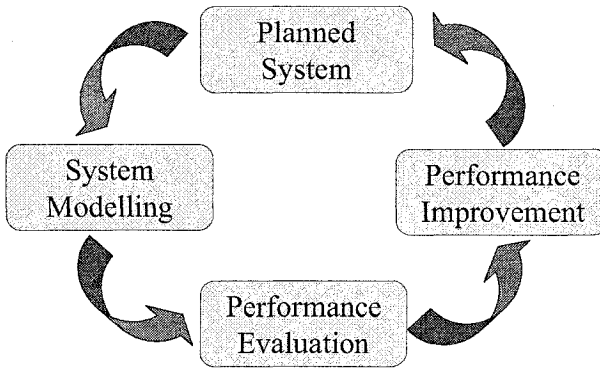 Planned
System
System
Modelling
Performance
Improvement
Performance
Evaluation